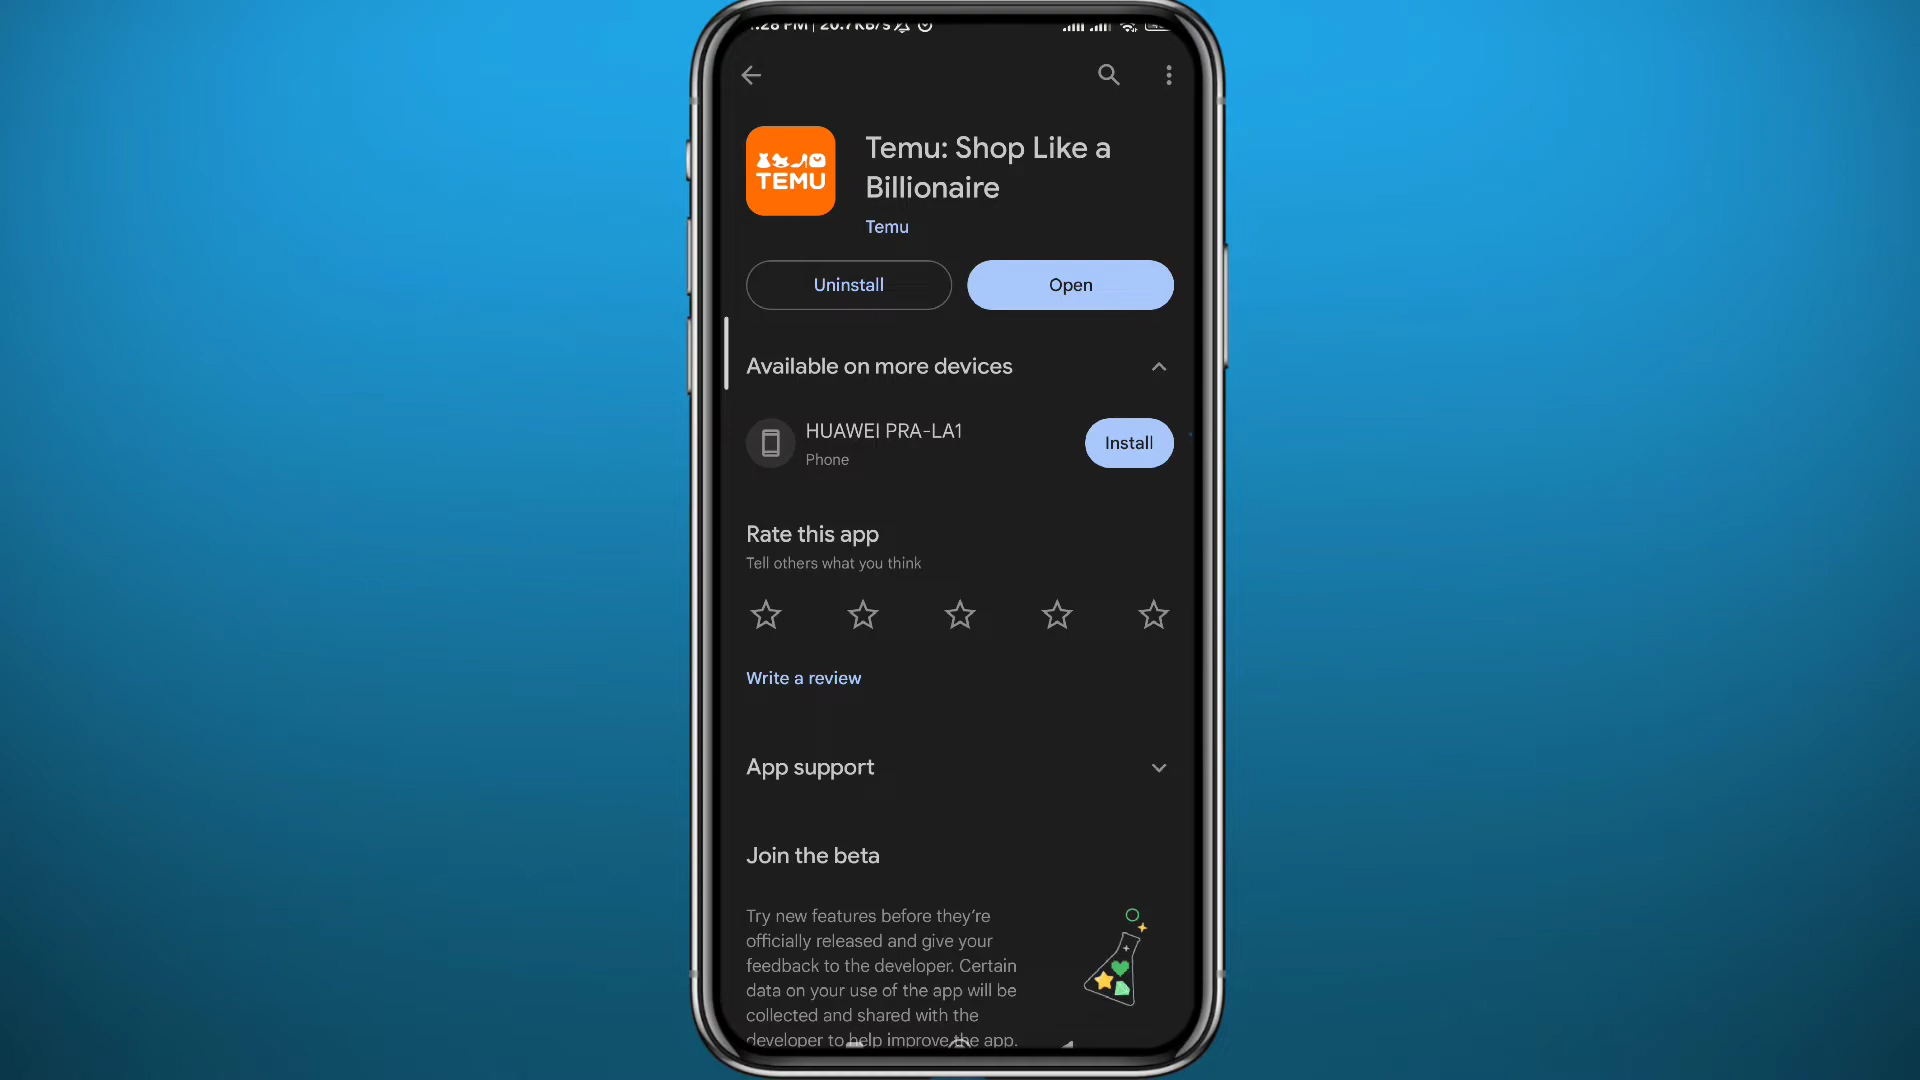 :28 PM | 20.7KB/s
TEMU
Temu: Shop Like a
Billionaire
Temu
Uninstall
Open
Available on more devices
HUAWEI PRA-LA1
Phone
Install
Rate this app
Tell others what you think
Write a review
App support
Join the beta
Try new features before they're
officially released and give your
feedback to the developer. Certain
data on your use of the app will be
collected and shared with the
developer to help improve the app.